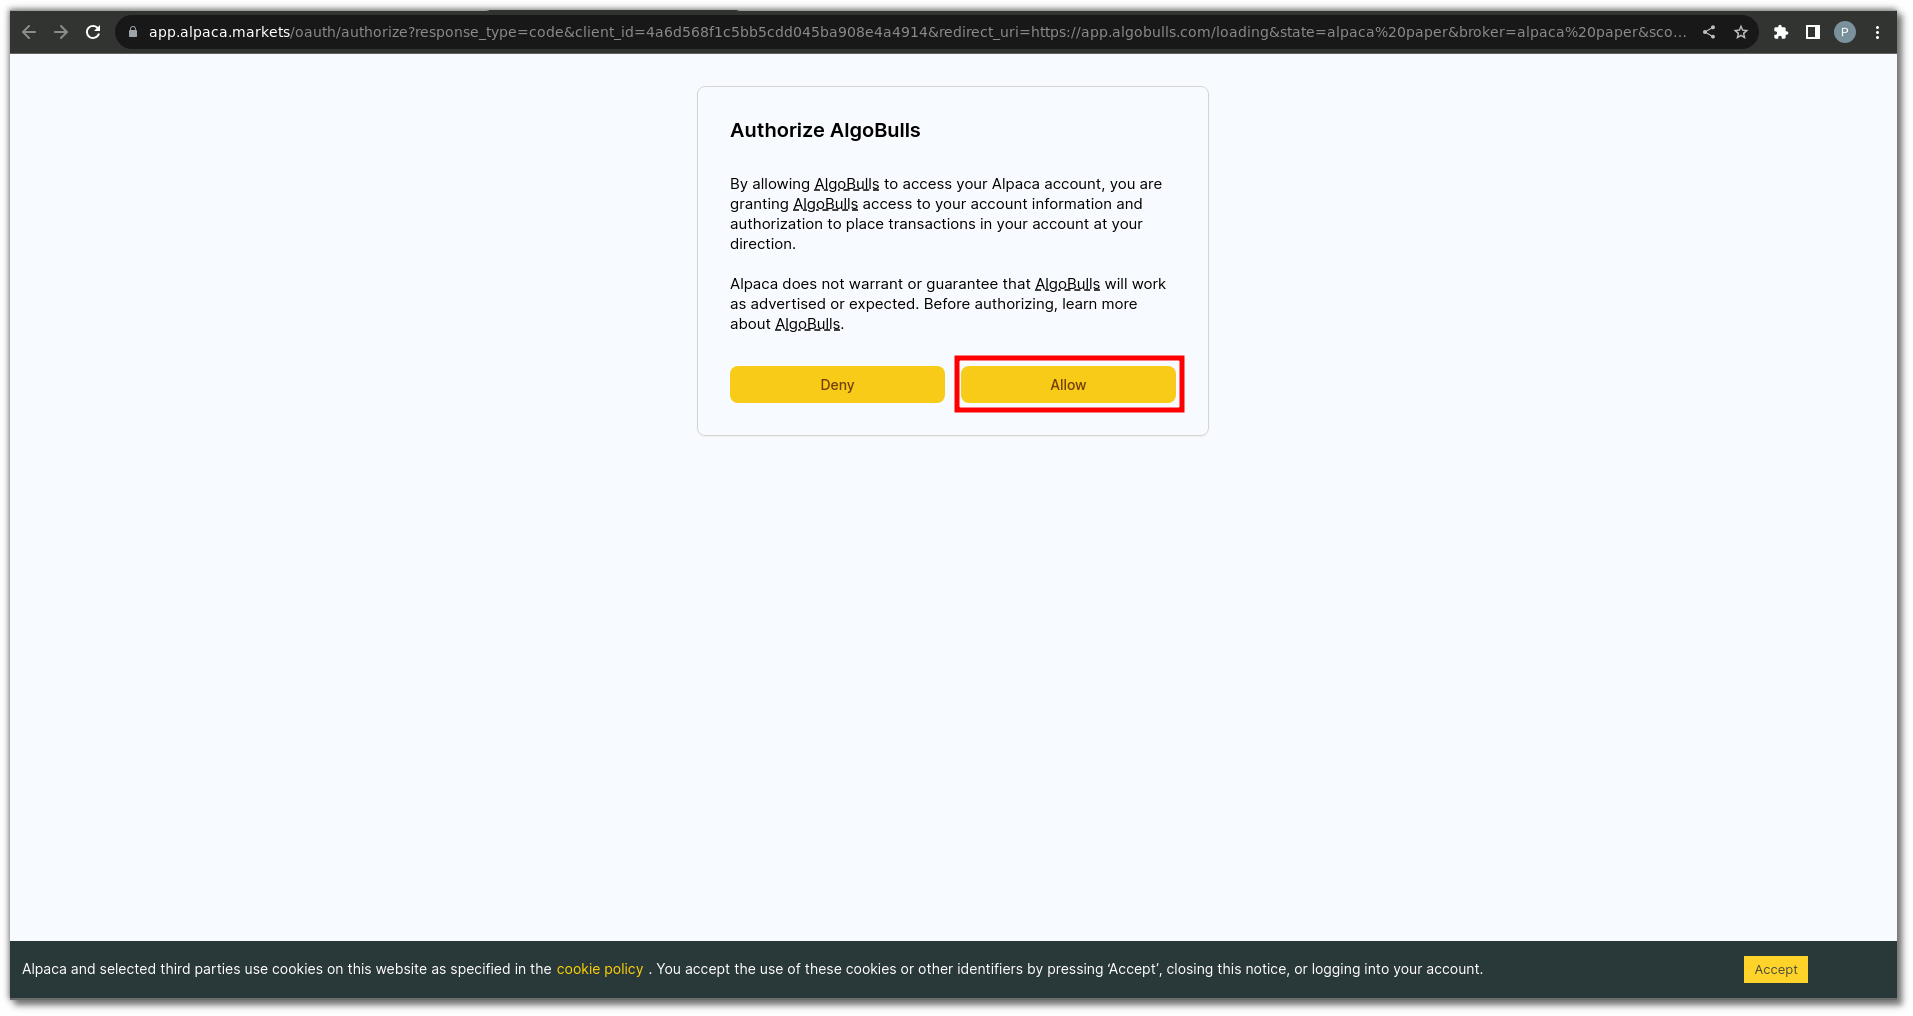 app.alpaca.markets/oauth/authorize?response_type=code&client_id=4a6d568f1c5bb5cdd045ba908e4a4914&redirect_uri=https://app.algobulls.com/loading&state=alpaca%20paper&broker=alpaca%20paper&sco...
P
Authorize AlgoBulls
By allowing AlgoBulls to access your Alpaca account, you are
granting AlgoBulls access to your account information and
authorization to place transactions in your account at your
direction.
Alpaca does not warrant or guarantee that AlgoBulls will work
as advertised or expected. Before authorizing, learn more
about AlgoBulls.
Deny Allow
Alpaca and selected third parties use cookies on this website as specified in the cookie policy . You accept the use of these cookies or other identifiers by pressing ‘Accept’, closing this notice, or logging into your account. Accept